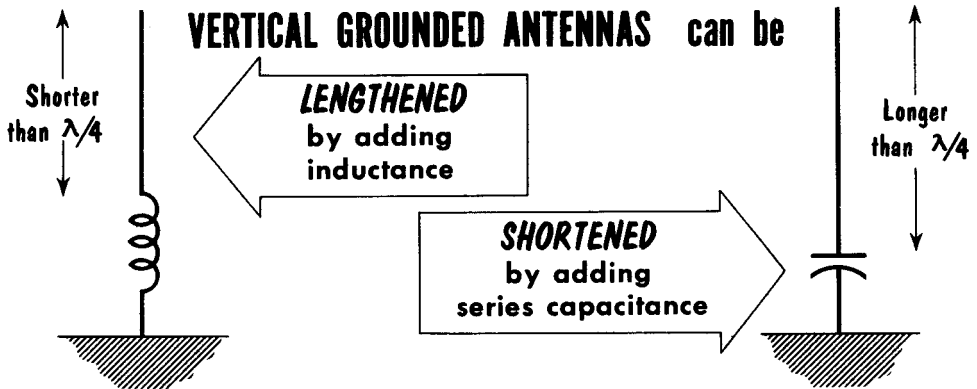 VERTICAL GROUNDED ANTENNAS can be
Shorter
than λ/4
LENGTHENED
by adding
inductance
Longer
than λ/4
SHORTENED
by adding
series capacitance